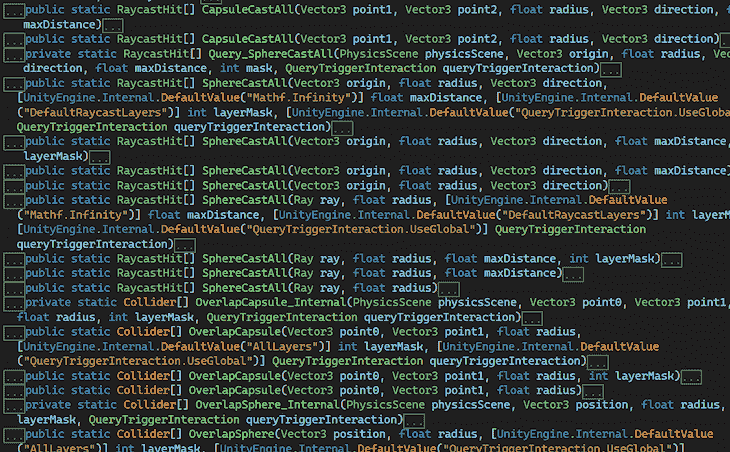 ...public static RaycastHit[] CapsuleCastAll(Vector3 point1, Vector3 point2, float radius, Vector3 direction, f
maxDistance)...
...public static RaycastHit[] CapsuleCastAll(Vector3 point1, Vector3 point2, float radius, Vector3 direction)...
...private static RaycastHit[] Query_SphereCastAll(PhysicsScene physicsScene, Vector3 origin, float radius, Vect
direction, float maxDistance, int mask, QueryTriggerInteraction queryTriggerInteraction)...
...public static RaycastHit[] SphereCastAll(Vector3 origin, float radius, Vector3 direction,
[UnityEngine.Internal.DefaultValue("Mathf.Infinity")] float maxDistance, [UnityEngine.Internal.DefaultValue
("DefaultRaycastLayers")] int layerMask, [UnityEngine.Internal.DefaultValue("QueryTriggerInteraction.UseGloba
QueryTriggerInteraction queryTriggerInteraction)...
...public static RaycastHit[] SphereCastAll(Vector3 origin, float radius, Vector3 direction, float maxDistance,
layerMask)...
...public static RaycastHit[] SphereCastAll(Vector3 origin, float radius, Vector3 direction, float maxDistance)
...public static RaycastHit[] SphereCastAll(Vector3 origin, float radius, Vector3 direction)...
...public static RaycastHit[] SphereCastAll(Ray ray, float radius, [UnityEngine.Internal.DefaultValue
("Mathf.Infinity")] float maxDistance, [UnityEngine.Internal.DefaultValue("DefaultRaycastLayers")] int layerM
[UnityEngine.Internal.DefaultValue("QueryTriggerInteraction.UseGlobal")] QueryTriggerInteraction
queryTriggerInteraction)...
...public static RaycastHit[] SphereCastAll(Ray ray, float radius, float maxDistance, int layerMask)...
...public static RaycastHit[] SphereCastAll(Ray ray, float radius, float maxDistance)...
...public static RaycastHit[] SphereCastAll(Ray ray, float radius)...
...private static Collider[] OverlapCapsule_Internal(PhysicsScene physicsScene, Vector3 point0, Vector3 point1,
float radius, int layerMask, QueryTriggerInteraction queryTriggerInteraction)...
...public static Collider[] OverlapCapsule(Vector3 point0, Vector3 point1, float radius,
[UnityEngine.Internal.DefaultValue("AllLayers")] int layerMask, [UnityEngine.Internal.DefaultValue
("QueryTriggerInteraction.UseGlobal")] QueryTriggerInteraction queryTriggerInteraction)...
...public static Collider[] OverlapCapsule(Vector3 point0, Vector3 point1, float radius, int layerMask)...
...public static Collider[] OverlapCapsule(Vector3 point0, Vector3 point1, float radius)...
...private static Collider[] OverlapSphere_Internal(PhysicsScene physicsScene, Vector3 position, float radius,
layerMask, QueryTriggerInteraction queryTriggerInteraction)...
...public static Collider[] OverlapSphere(Vector3 position, float radius, [UnityEngine.Internal.DefaultValue
("AllLayers")] int layerMask, [UnityEngine.Internal.DefaultValue("QueryTriggerInteraction.UseGlobal")]